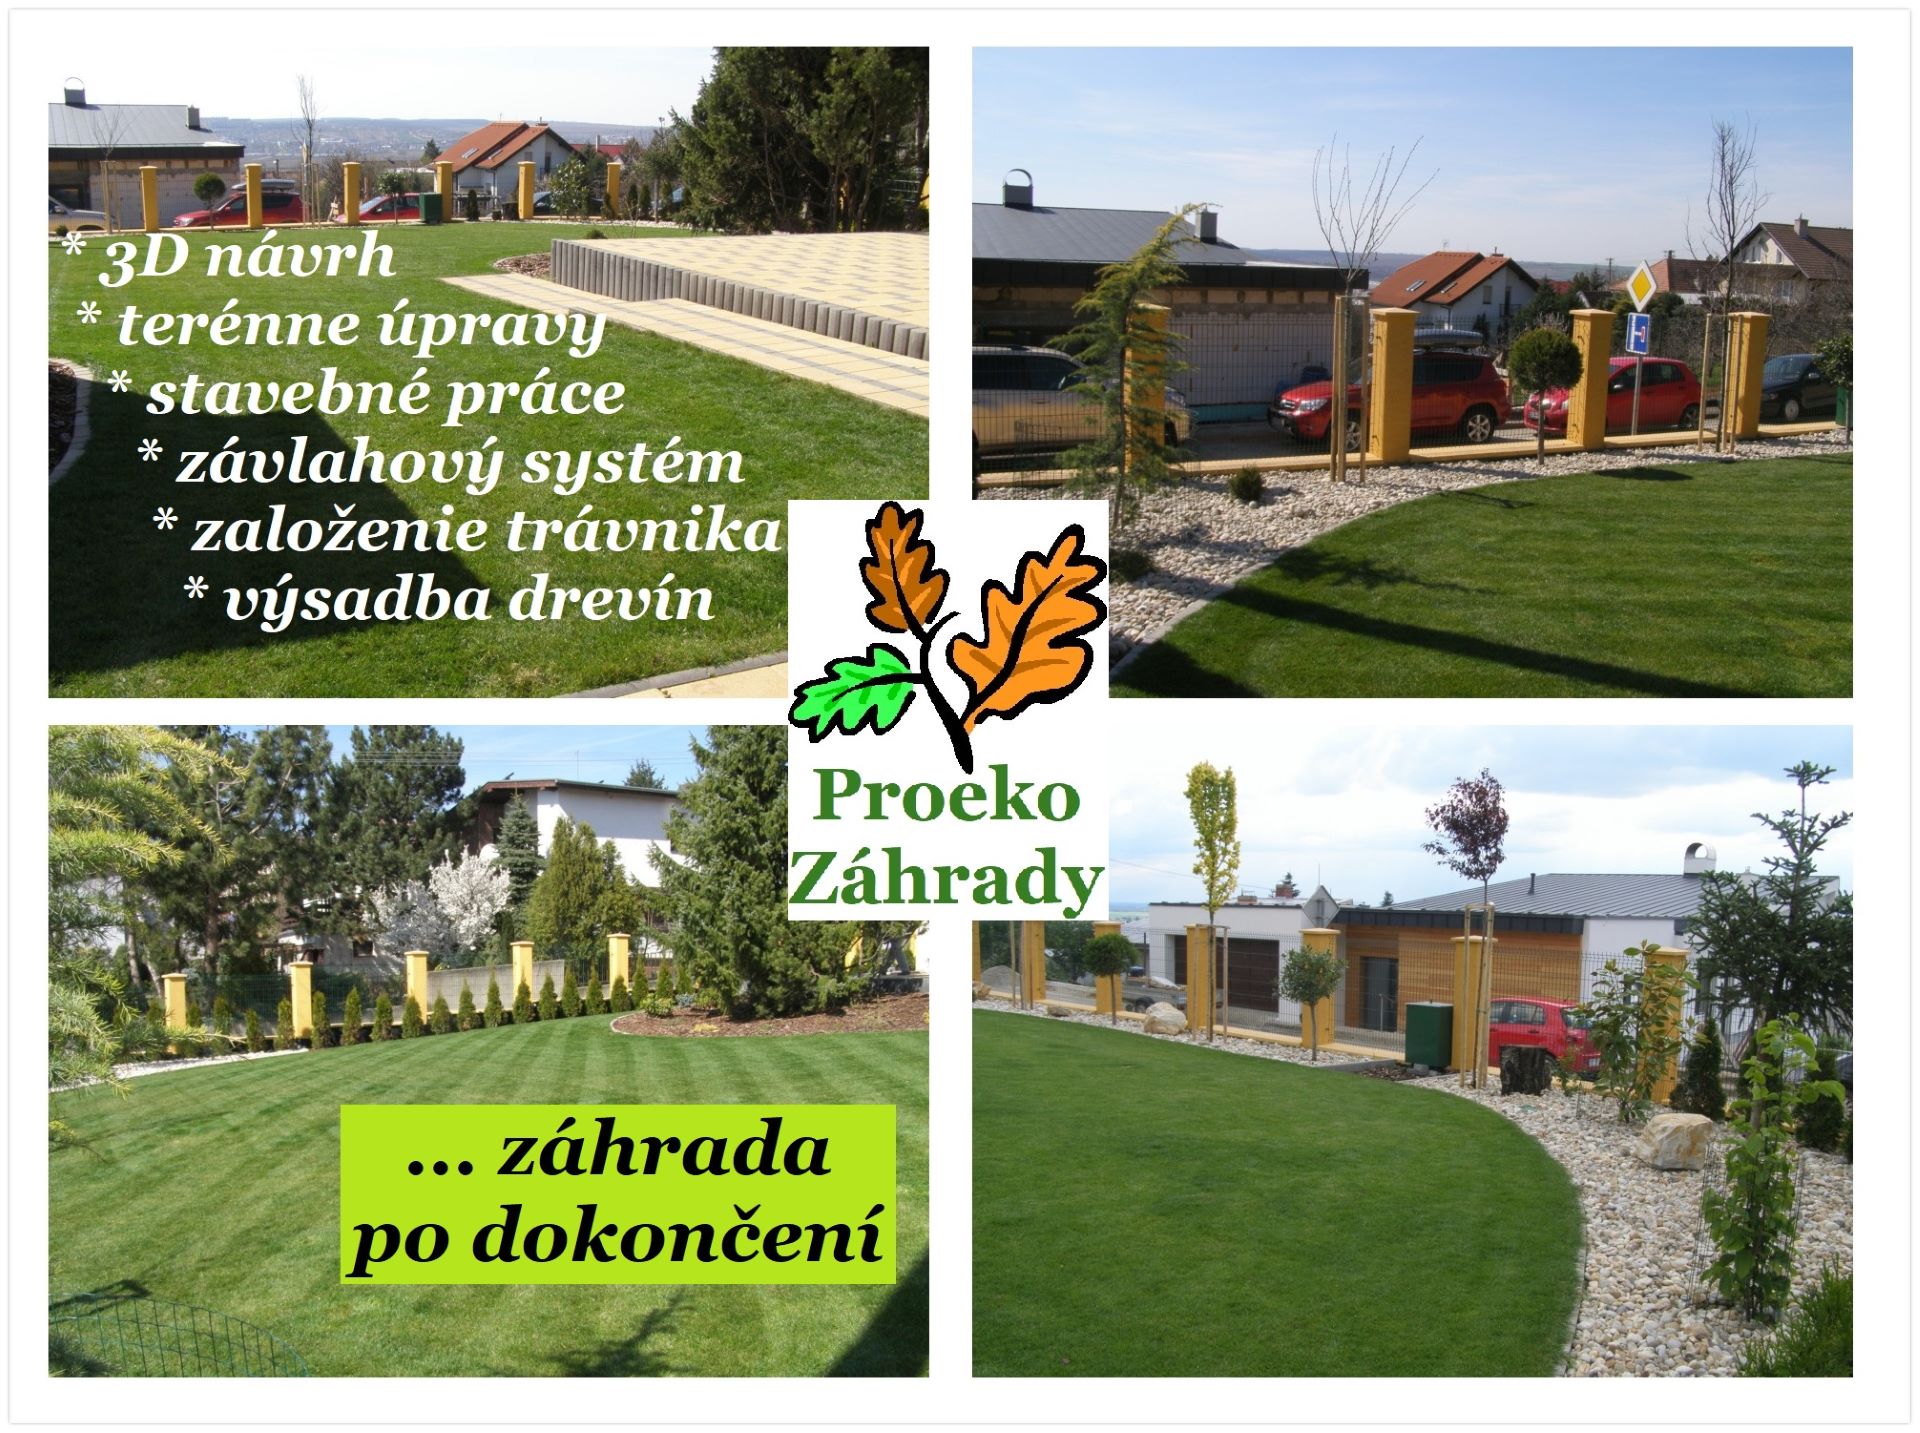 * 3D návrh
* terénne úpravy
* stavebné práce
* závlahový systém
* založenie trávnika
* výsadba drevín
Proeko
Záhrady
... záhrada
po dokončení